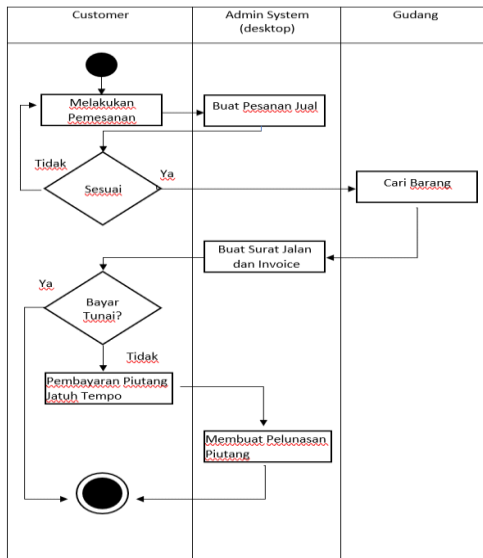 Customer
Admin System
(desktop)
Gudang
Melakukan
Pemesanan
Buat Pesanan Jual
Tidak
Ya
Sesuai
Cari Barang
Buat Surat Jalan
dan Invoice
Ya
Bayar
Tunai?
Tidak
Pembayaran Piutang
Jatuh Tempo
Membuat Pelunasan
Piutang